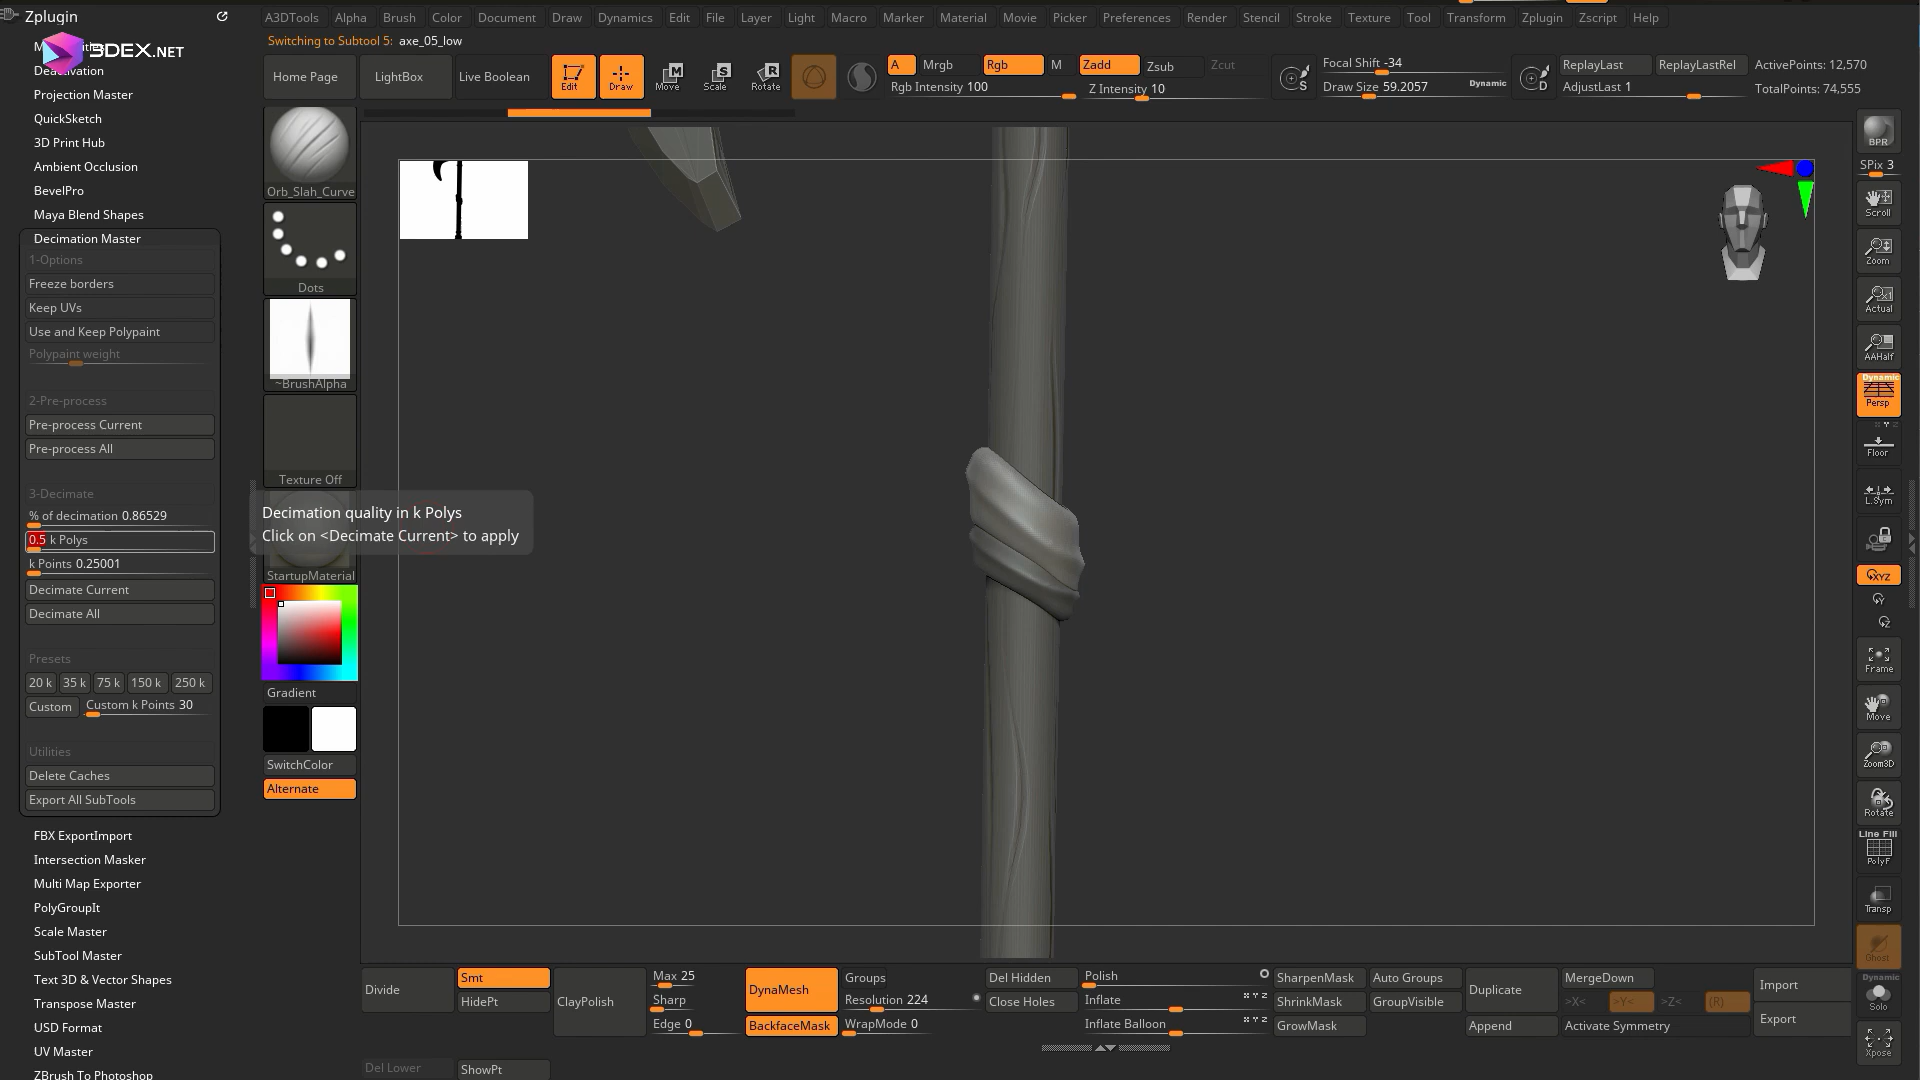 Zplugin
3DEX.NET
Deactivation
Projection Master
QuickSketch
3D Print Hub
Ambient Occlusion
BevelPro
Maya Blend Shapes
Decimation Master
1-Options
Freeze borders
Keep UVs
Use and Keep Polypaint
Polypaint weight
2-Pre-process
Pre-process Current
Pre-process All
3-Decimate
% of decimation 0.86529
0.5 k Polys
k Points 0.25001
Decimate Current
Decimate All
Presets
20 k 35 k 75 k 150 k 250 k
Custom Custom k Points 30
Utilities
Delete Caches
Export All SubTools
FBX ExportImport
Intersection Masker
Multi Map Exporter
PolyGroupIt
Scale Master
SubTool Master
Text 3D & Vector Shapes
Transpose Master
USD Format
UV Master
ZBrush To Photoshop
A3DTools Alpha Brush Color Document Draw Dynamics Edit File Layer Light Macro Marker Material Movie Picker Preferences Render Stencil Stroke Texture Tool Transform Zplugin Zscript Help
Switching to Subtool 5: axe_05_low
Home Page LightBox Live Boolean Edit Draw Move Scale Rotate
A Mrgb Rgb M Zadd Zsub Zcut
Rgb Intensity 100 Z Intensity 10
Focal Shift -34
Draw Size 59.2057 Dynamic
ReplayLast ReplayLastRel ActivePoints: 12,570
AdjustLast 1 TotalPoints: 74,555
Orb_Slah_Curve
Dots
~BrushAlpha
Texture Off
Decimation quality in k Polys
Click on <Decimate Current> to apply
StartupMaterial
Gradient
SwitchColor
Alternate
BPR
SPix 3
Scroll
Zoom
Actual
AAHalf
Dynamic
Persp
Floor
L.Sym
XYZ
Y
Z
Frame
Move
Zoom3D
Rotate
Line Fill
PolyF
Transp
Ghost
Dynamic
Solo
Xpose
Divide Smt ClayPolish Max 25 DynaMesh Groups Del Hidden Polish SharpenMask Auto Groups Duplicate MergeDown Import
HidePt Sharp Resolution 224 Close Holes Inflate X Y Z ShrinkMask GroupVisible >X< >Y< >Z< (R) Export
Edge 0 BackfaceMask WrapMode 0 Inflate Balloon X Y Z GrowMask Append Activate Symmetry
Del Lower ShowPt